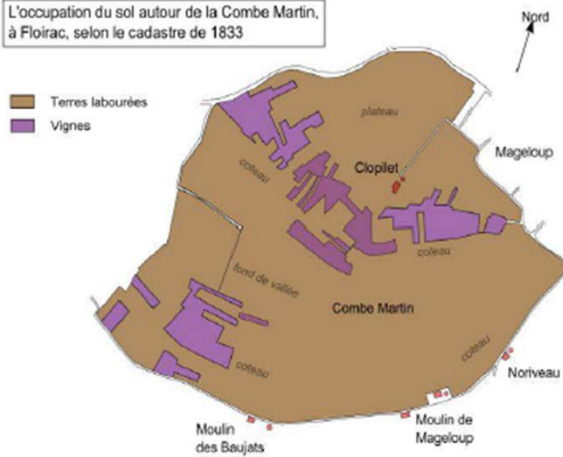 L'occupation du sol autour de la Combe Martin,
à Floirac, selon le cadastre de 1833
Nord
Terres labourées
Vignes
plateau
Mageloup
Clopilet
coteau
coteau
fond de vallée
Combe Martin
coteau
coteau
Noriveau
Moulin
des Baujats
Moulin de
Mageloup